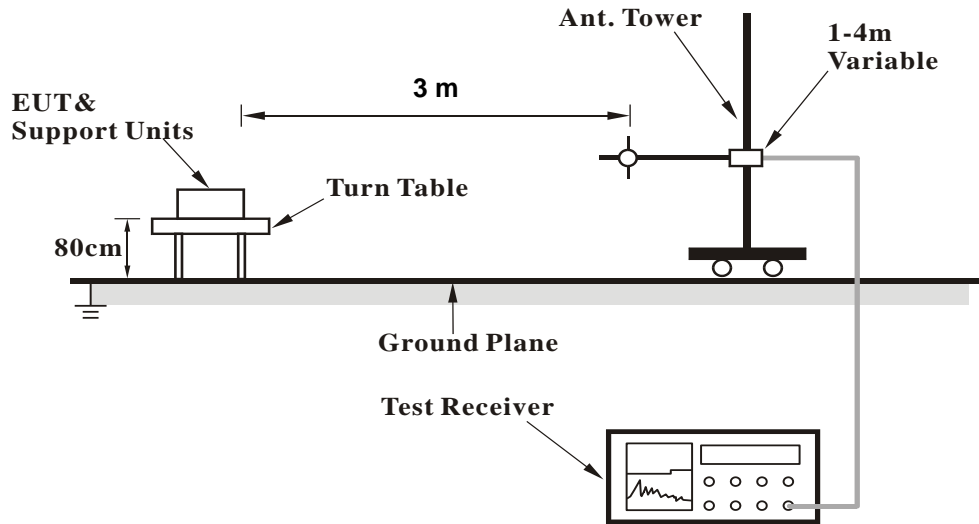 Ant. Tower
1-4m
Variable
3 m
EUT&
Support Units
Turn Table
80cm
Ground Plane
Test Receiver